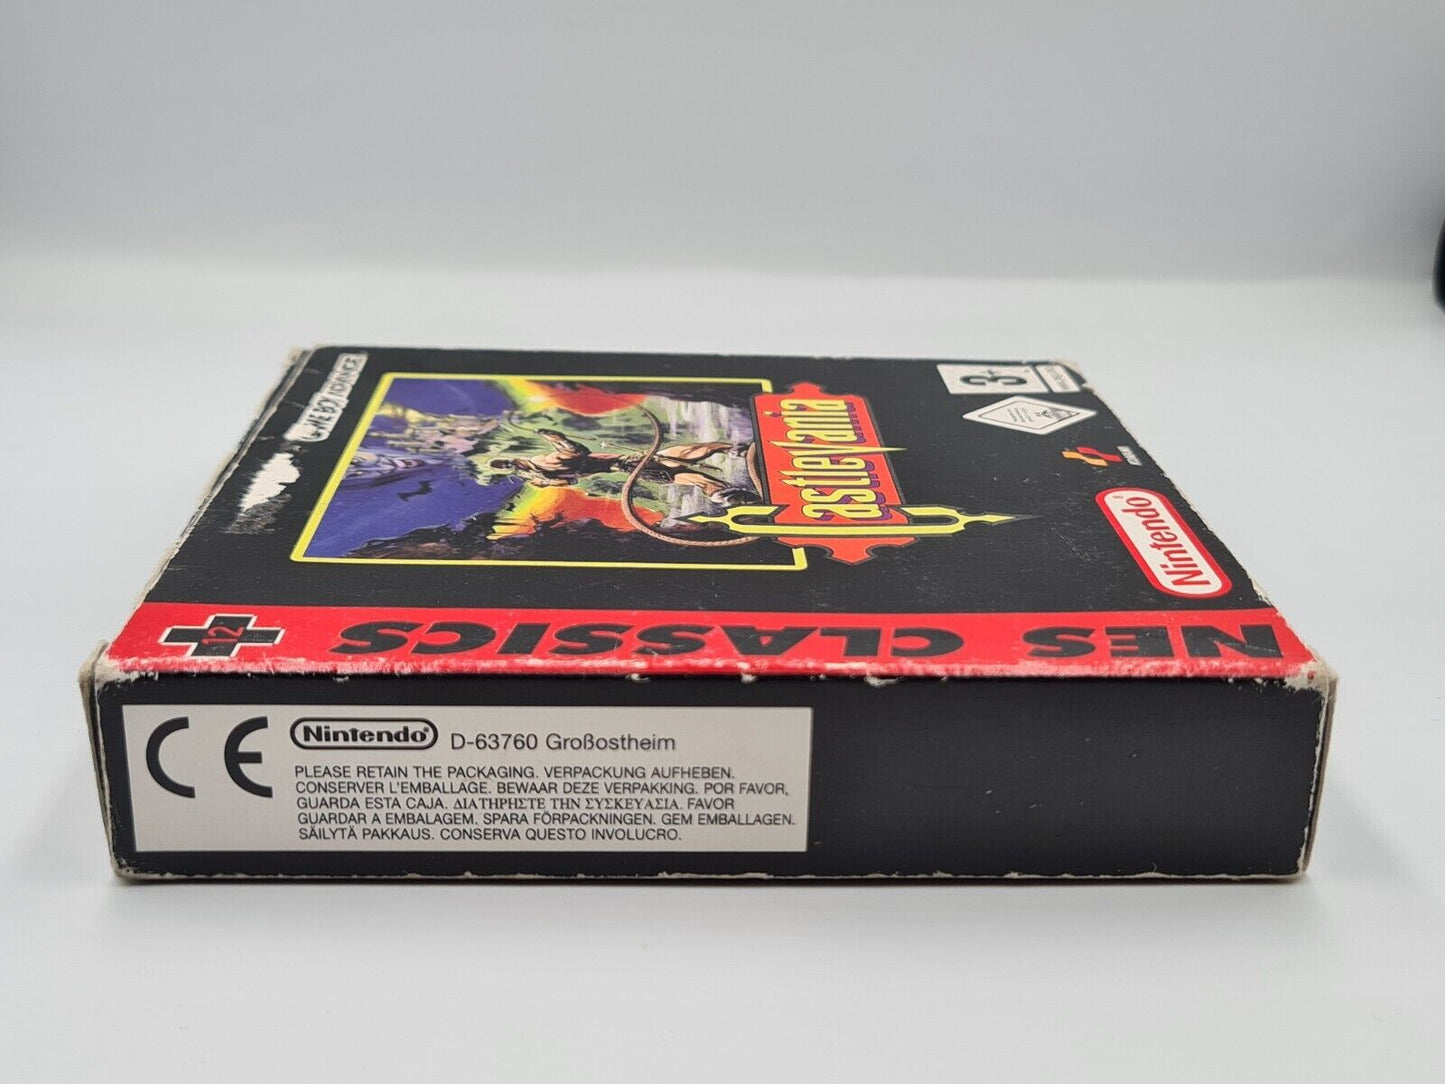 GAME BOY ADVANCE
Castlevania
3+
Nintendo®
12
NES CLASSICS
CE
Nintendo® D-63760 Großostheim
PLEASE RETAIN THE PACKAGING. VERPACKUNG AUFHEBEN.
CONSERVER L'EMBALLAGE. BEWAAR DEZE VERPAKKING. POR FAVOR,
GUARDA ESTA CAJA. ΔΙΑΤΗΡΗΣΤΕ ΤΗΝ ΣΥΣΚΕΥΑΣΙΑ. FAVOR
GUARDAR A EMBALAGEM. SPARA FÖRPACKNINGEN. GEM EMBALLAGEN.
SÄILYTÄ PAKKAUS. CONSERVA QUESTO INVOLUCRO.